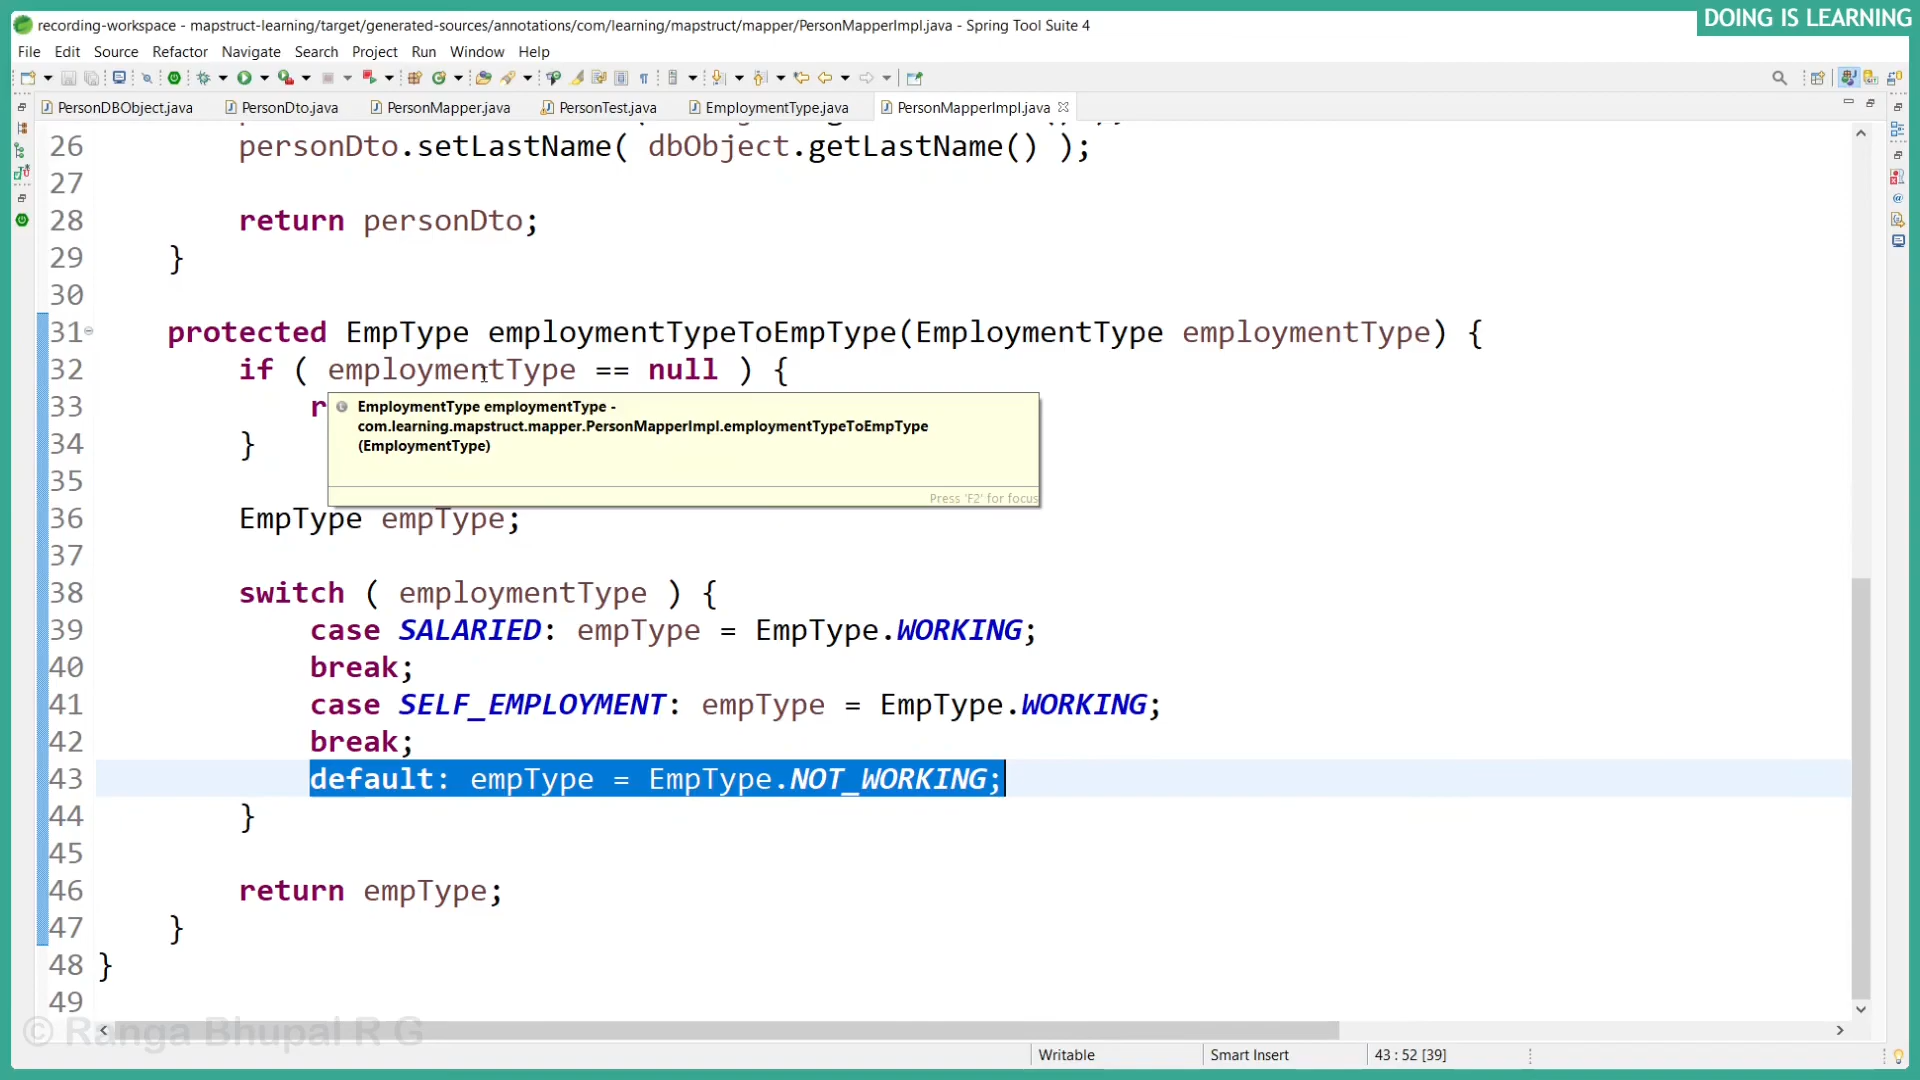 DOING IS LEARNING
recording-workspace - mapstruct-learning/target/generated-sources/annotations/com/learning/mapstruct/mapper/PersonMapperImpl.java - Spring Tool Suite 4
File Edit Source Refactor Navigate Search Project Run Window Help
PersonDBObject.java PersonDto.java PersonMapper.java PersonTest.java EmploymentType.java PersonMapperImpl.java
26 personDto.setLastName( dbObject.getLastName() );
27
28 return personDto;
29 }
30
31 protected EmpType employmentTypeToEmpType(EmploymentType employmentType) {
32 if ( employmentType == null ) {
33 r
EmploymentType employmentType -
com.learning.mapstruct.mapper.PersonMapperImpl.employmentTypeToEmpType
(EmploymentType)
Press 'F2' for focus
34 }
35
36 EmpType empType;
37
38 switch ( employmentType ) {
39 case SALARIED: empType = EmpType.WORKING;
40 break;
41 case SELF_EMPLOYMENT: empType = EmpType.WORKING;
42 break;
43 default: empType = EmpType.NOT_WORKING;
44 }
45
46 return empType;
47 }
48 }
49
© Ranga Bhupal R G
Writable Smart Insert 43 : 52 [39]